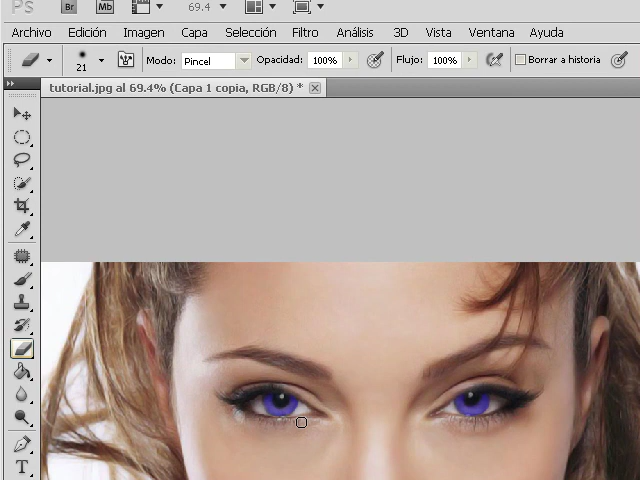 Ps Br Mb 69.4
Archivo Edición Imagen Capa Selección Filtro Análisis 3D Vista Ventana Ayuda
21 Modo: Pincel Opacidad: 100% Flujo: 100% Borrar a historia
tutorial.jpg al 69.4% (Capa 1 copia, RGB/8) *
T